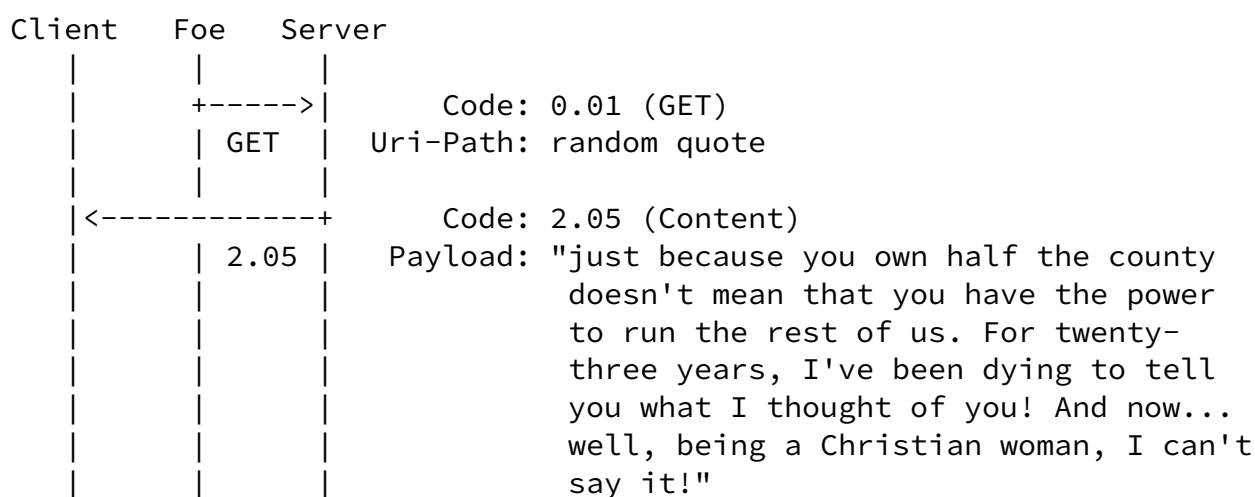 Client   Foe   Server
   |      |      |
   |      +----->|      Code: 0.01 (GET)
   |      | GET  |  Uri-Path: random quote
   |      |      |
   |<------------+      Code: 2.05 (Content)
   |      | 2.05 |   Payload: "just because you own half the county
   |      |      |             doesn't mean that you have the power
   |      |      |             to run the rest of us. For twenty-
   |      |      |             three years, I've been dying to tell
   |      |      |             you what I thought of you! And now...
   |      |      |             well, being a Christian woman, I can't
   |      |      |             say it!"